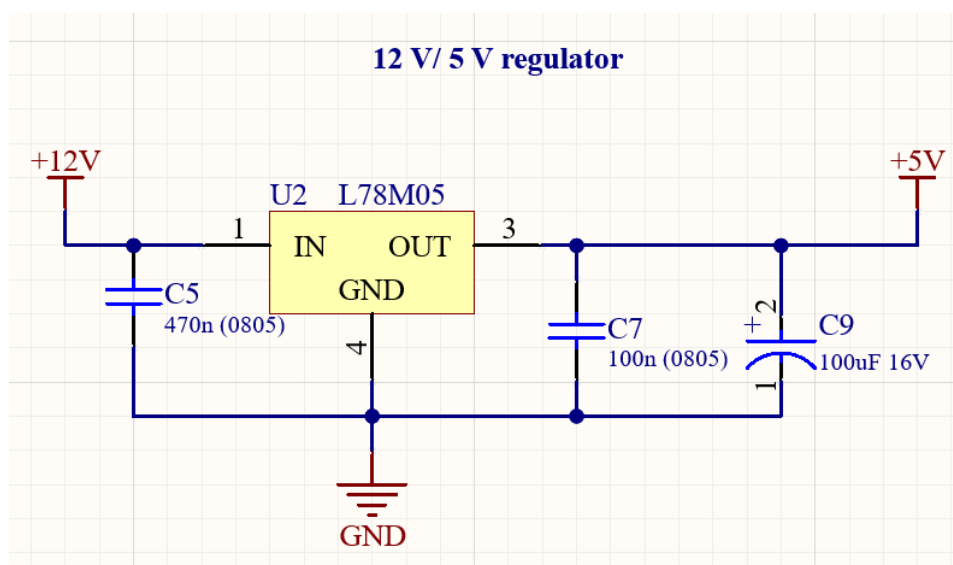 12 V/ 5 V regulator
+12V
+5V
U2 L78M05
1
IN OUT
3
GND
C5
470n (0805)
4
C7
100n (0805)
+
2
C9
100uF 16V
1
GND